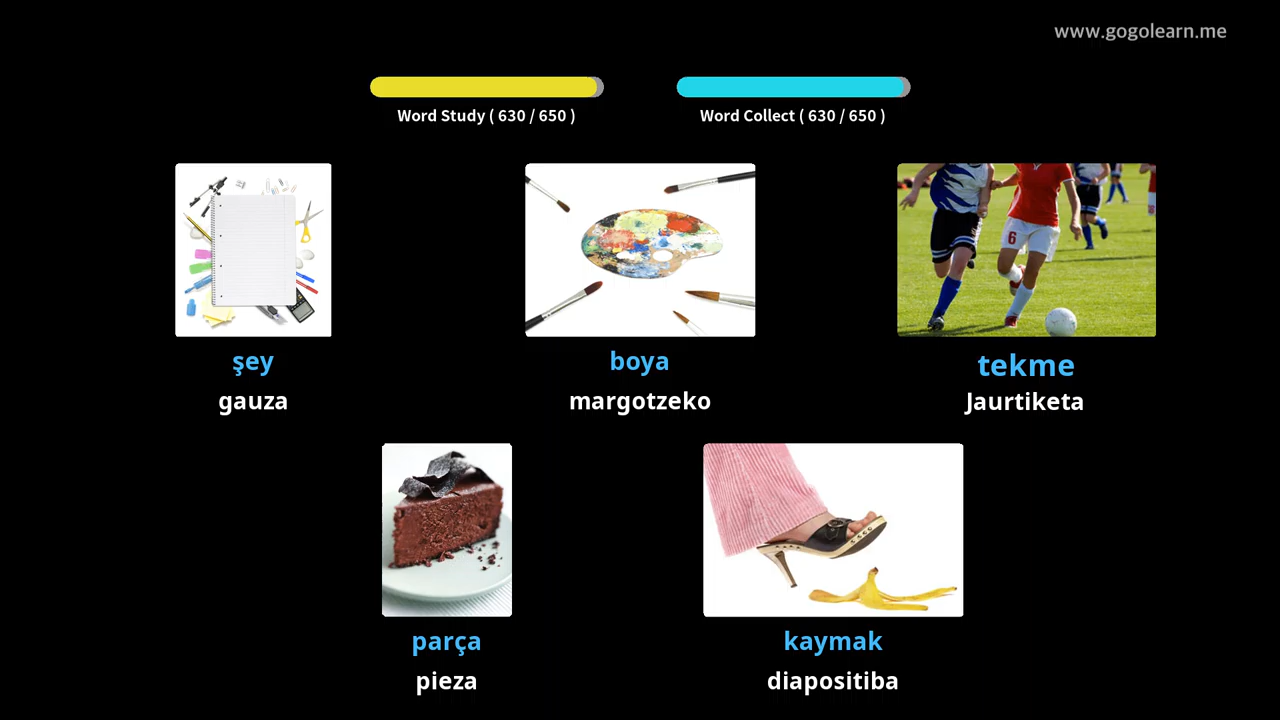 www.gogolearn.me
Word Study ( 630 / 650 )
Word Collect ( 630 / 650 )
6
şey
boya
tekme
gauza
margotzeko
Jaurtiketa
parça
kaymak
pieza
diapositiba